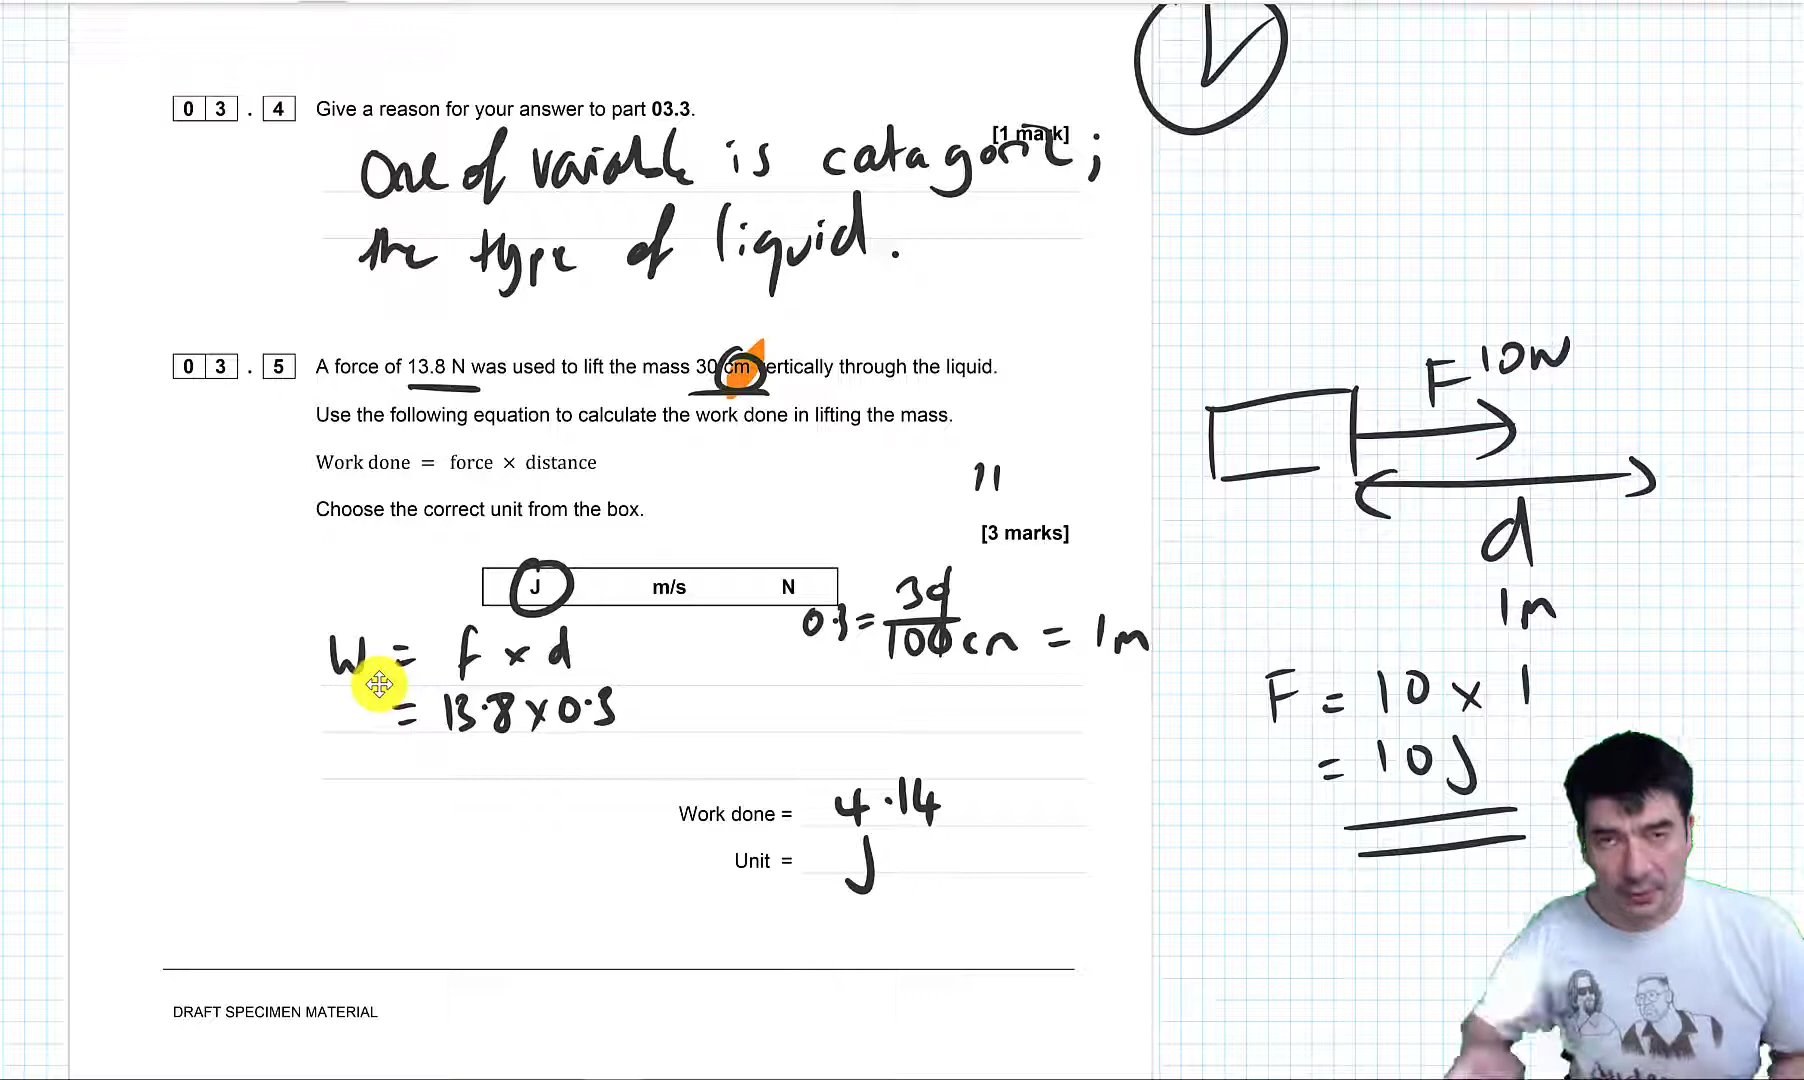 0 3 . 4 Give a reason for your answer to part 03.3.
[1 mark]
One of variable is catagoric;
the type of liquid.
0 3 . 5 A force of 13.8 N was used to lift the mass 30 cm vertically through the liquid.
Use the following equation to calculate the work done in lifting the mass.
Work done = force × distance
Choose the correct unit from the box.
[3 marks]
J m/s N
0.3 = 30/100 cm = 1m
W = f × d
= 13.8 × 0.3
Work done = 4.14
Unit = J
DRAFT SPECIMEN MATERIAL
F 10N
d
1m
F = 10 × 1
= 10J